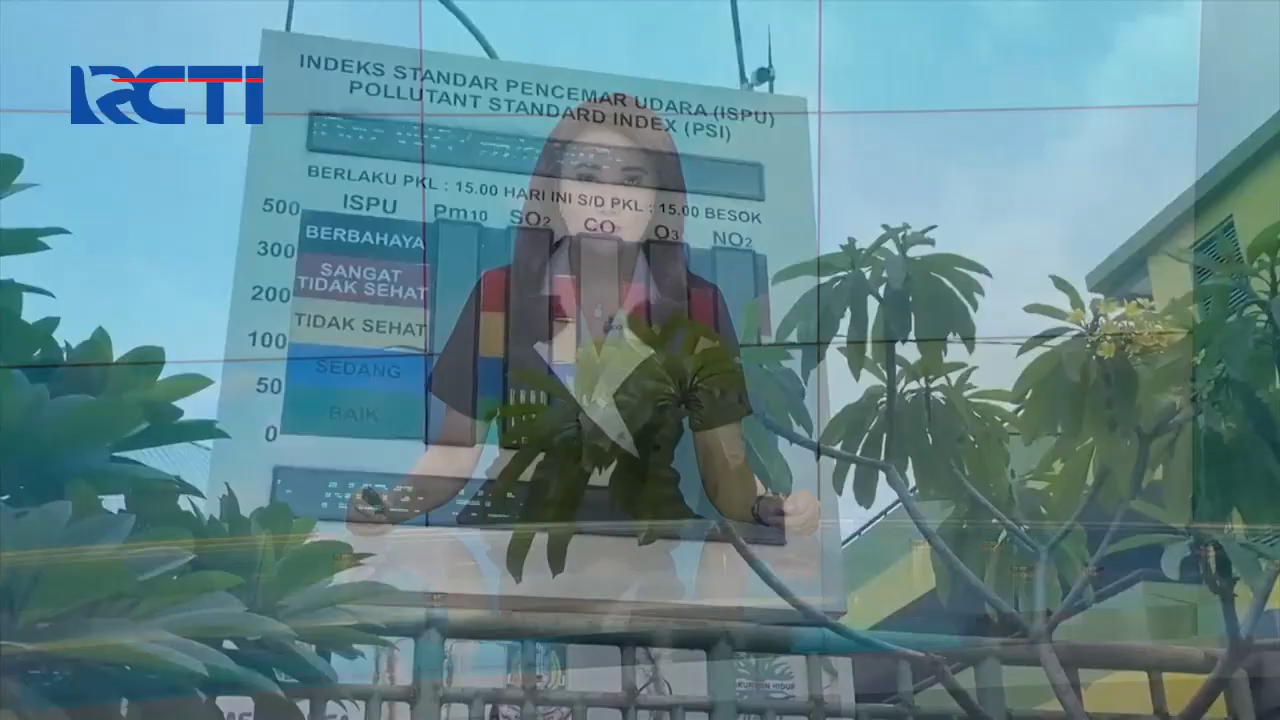 RCTI
INDEKS STANDAR PENCEMAR UDARA (ISPU)
POLLUTANT STANDARD INDEX (PSI)
BERLAKU PKL : 15.00 HARI INI S/D PKL : 15.00 BESOK
ISPU Pm10 SO2 CO O3 NO2
500
BERBAHAYA
300
SANGAT
TIDAK SEHAT
200
TIDAK SEHAT
100
SEDANG
50
BAIK
0
HIDUP